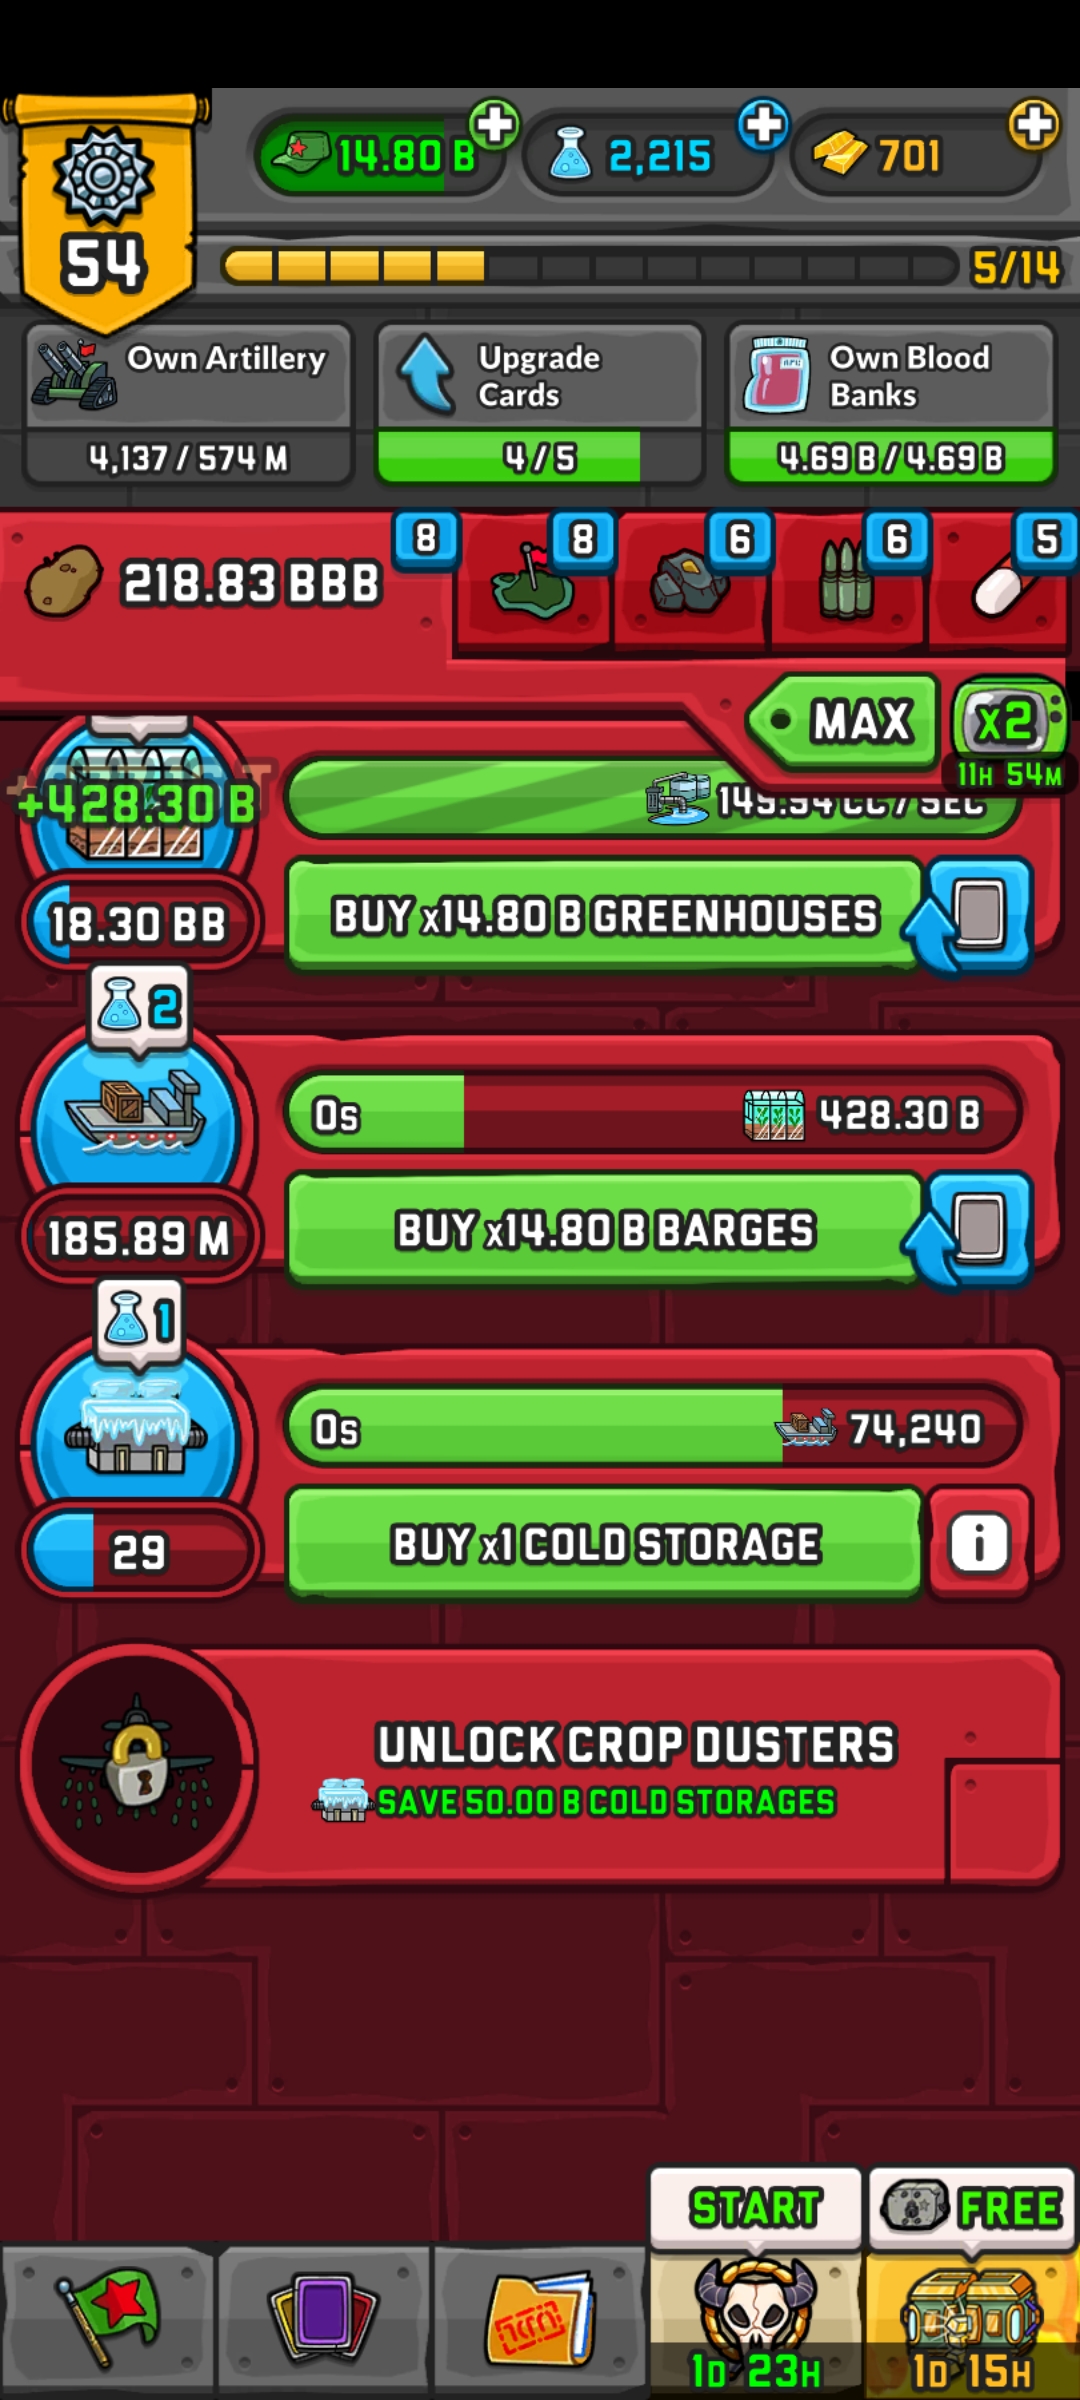 14.80 B
2,215
701
54
5/14
Own Artillery
4,137 / 574 M
Upgrade
Cards
4 / 5
Own Blood
Banks
4.69 B / 4.69 B
218.83 BBB
8
8
6
6
5
MAX
x2
11H 54M
+428.30 B
145.54 CC / SEC
18.30 BB
BUY x14.80 B GREENHOUSES
2
0s
428.30 B
185.89 M
BUY x14.80 B BARGES
1
0s
74,240
29
BUY x1 COLD STORAGE
i
UNLOCK CROP DUSTERS
SAVE 50.00 B COLD STORAGES
START
FREE
1D 23H
1D 15H